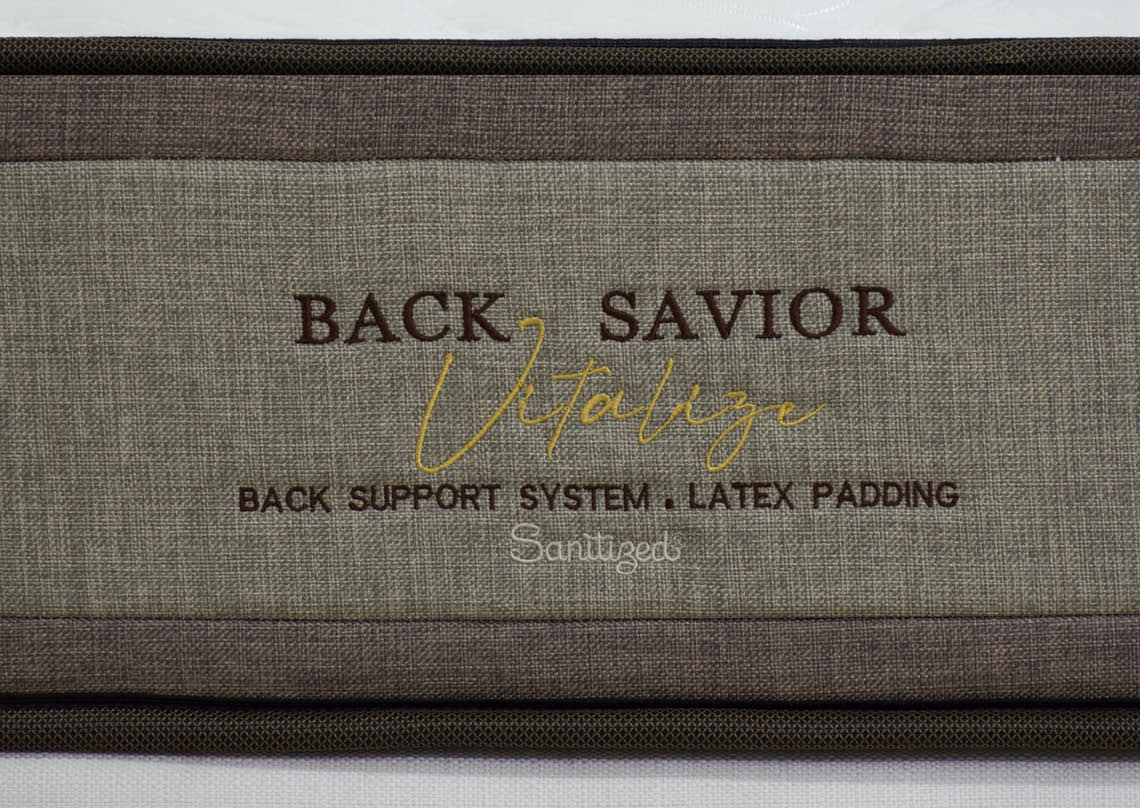 BACK SAVIOR
Vitalize
BACK SUPPORT SYSTEM . LATEX PADDING
Sanitized